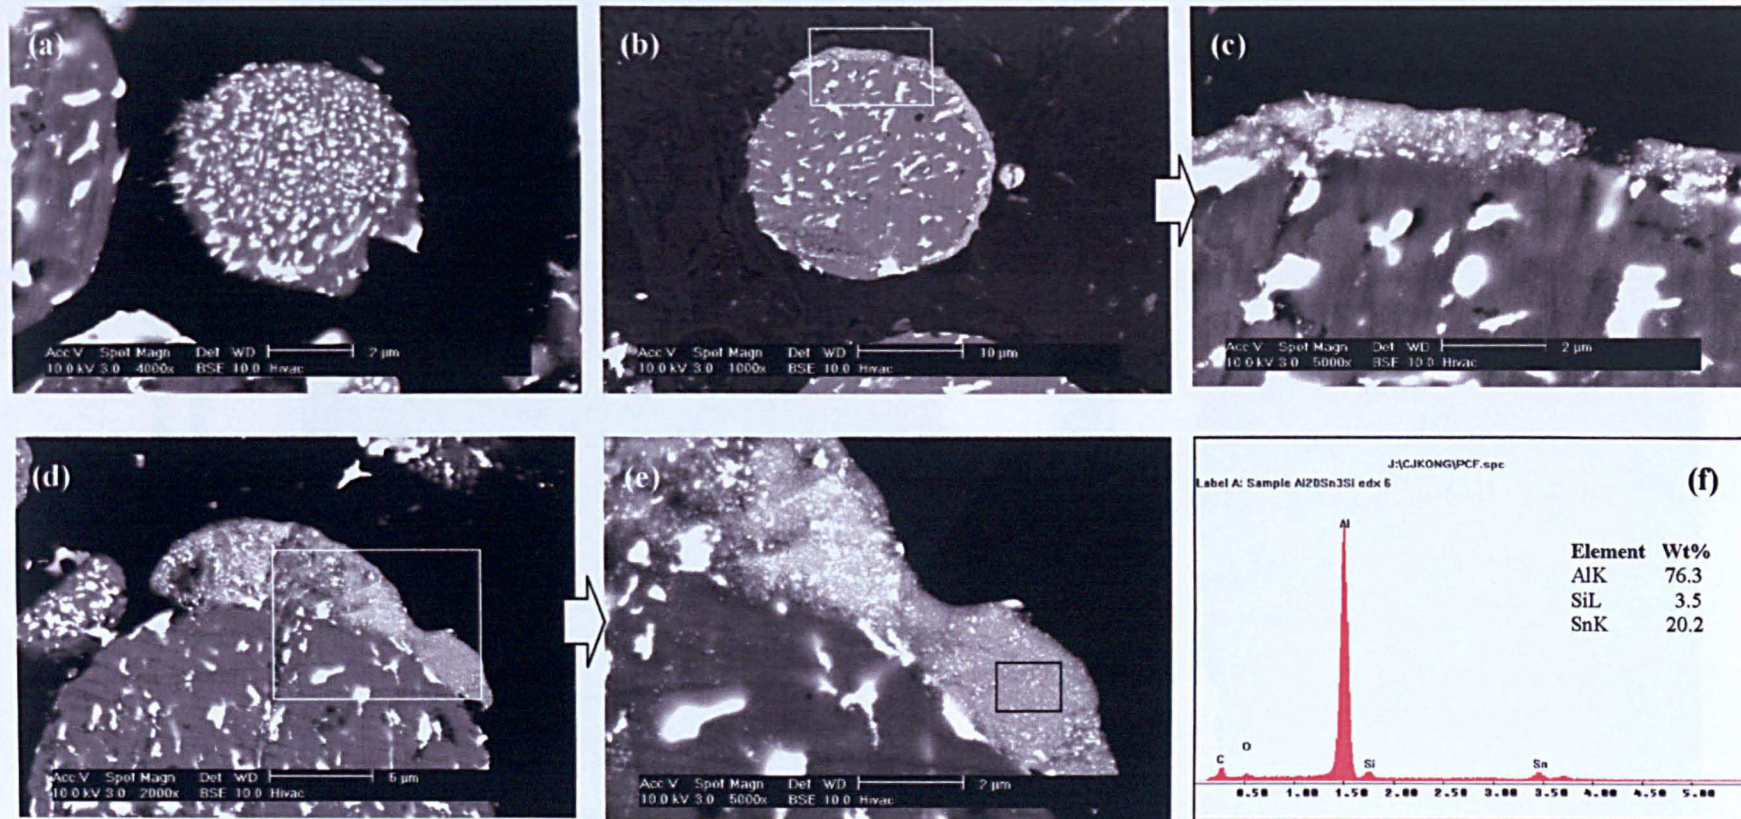 (a)
Acc.V Spot Magn Det WD 2 µm
10.0 kV 3.0 4000x BSE 10.0 Hivac
(b)
Acc.V Spot Magn Det WD 10 µm
10.0 kV 3.0 1000x BSE 10.0 Hivac
(c)
Acc.V Spot Magn Det WD 2 µm
10.0 kV 3.0 5000x BSE 10.0 Hivac
(d)
Acc.V Spot Magn Det WD 5 µm
10.0 kV 3.0 2000x BSE 10.0 Hivac
(e)
Acc.V Spot Magn Det WD 2 µm
10.0 kV 3.0 5000x BSE 10.0 Hivac
J:\CJKONG\PCF.spc
Label A: Sample Al20Sn3Si edx 6
(f)
Al
Element Wt%
AlK 76.3
SiL 3.5
SnK 20.2
C
O
Si
Sn
0.50 1.00 1.50 2.00 2.50 3.00 3.50 4.00 4.50 5.00